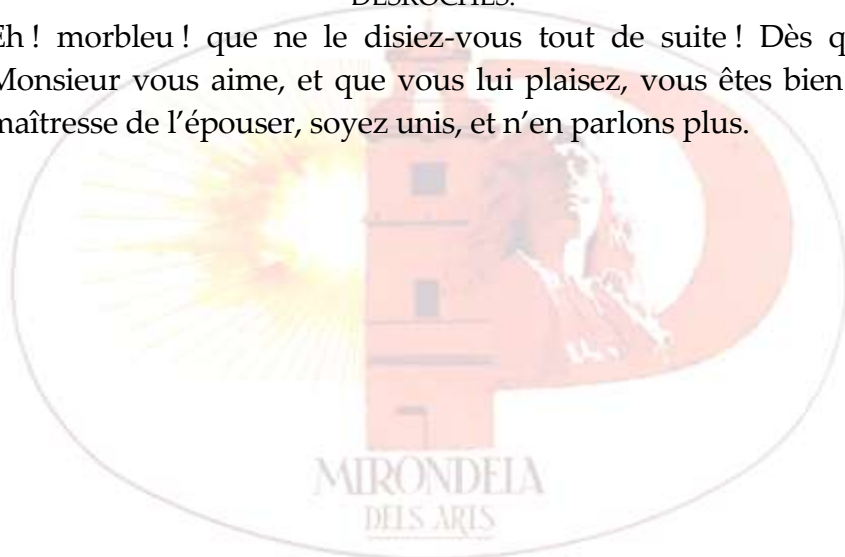 DESROCHES.
Eh ! morbleu ! que ne le disiez-vous tout de suite ! Dès q
Monsieur vous aime, et que vous lui plaisez, vous êtes bien
maîtresse de l’épouser, soyez unis, et n’en parlons plus.
MIRONDELA
DELS ARTS